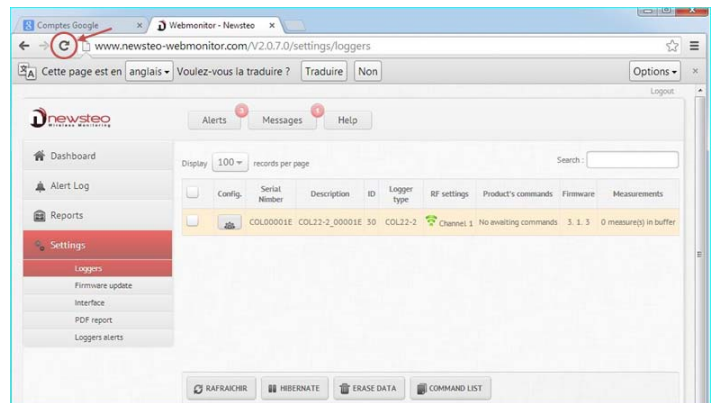 Comptes Google
Webmonitor - Newsteo
www.newsteo-webmonitor.com/V2.0.7.0/settings/loggers
Cette page est en anglais Voulez-vous la traduire ? Traduire Non Options
Logout
newsteo
Wireless Monitoring
Alerts 3 Messages Help
Dashboard
Alert Log
Reports
Settings
Loggers
Firmware update
Interface
PDF report
Loggers alerts
Display 100 records per page
Search :
Config. Serial Nimber Description ID Logger type RF settings Product's commands Firmware Measurements
COL00001E COL22-2_00001E 30 COL22-2 Channel 1 No awaiting commands 3. 1. 3 0 measure(s) in buffer
RAFRAICHIR HIBERNATE ERASE DATA COMMAND LIST